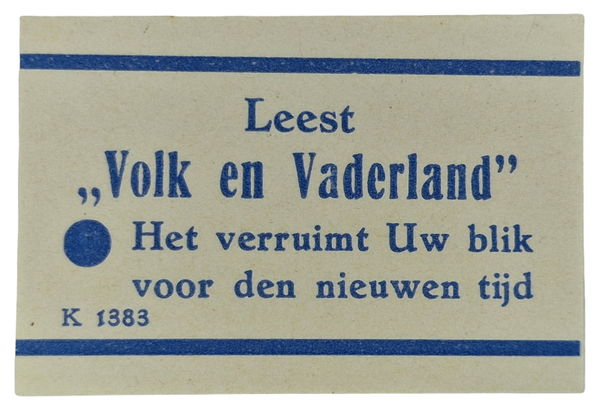 Leest
„Volk en Vaderland”
Het verruimt Uw blik
voor den nieuwen tijd
K 1383